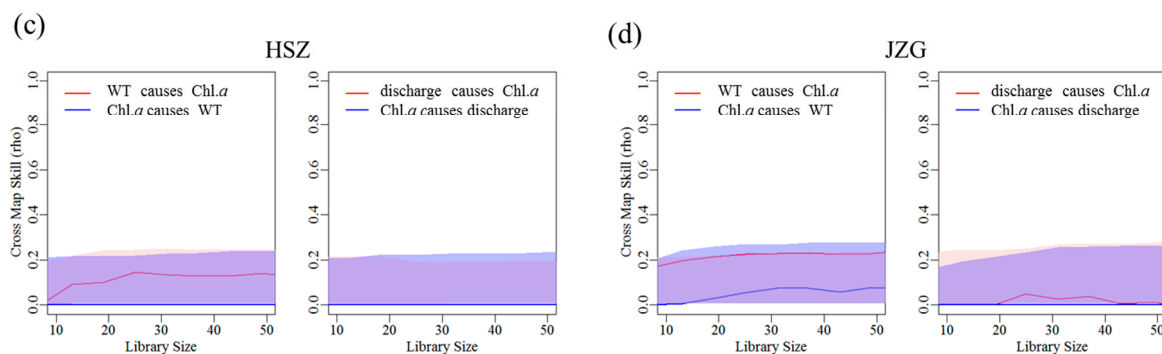 (c)
HSZ
WT causes Chl.a
Chl.a causes WT
Cross Map Skill (rho)
0.0 0.2 0.4 0.6 0.8 1.0
10 20 30 40 50
Library Size
discharge causes Chl.a
Chl.a causes discharge
0.0 0.2 0.4 0.6 0.8 1.0
10 20 30 40 50
Library Size
(d)
JZG
WT causes Chl.a
Chl.a causes WT
Cross Map Skill (rho)
0.0 0.2 0.4 0.6 0.8 1.0
10 20 30 40 50
Library Size
discharge causes Chl.a
Chl.a causes discharge
0.0 0.2 0.4 0.6 0.8 1.0
10 20 30 40 50
Library Size